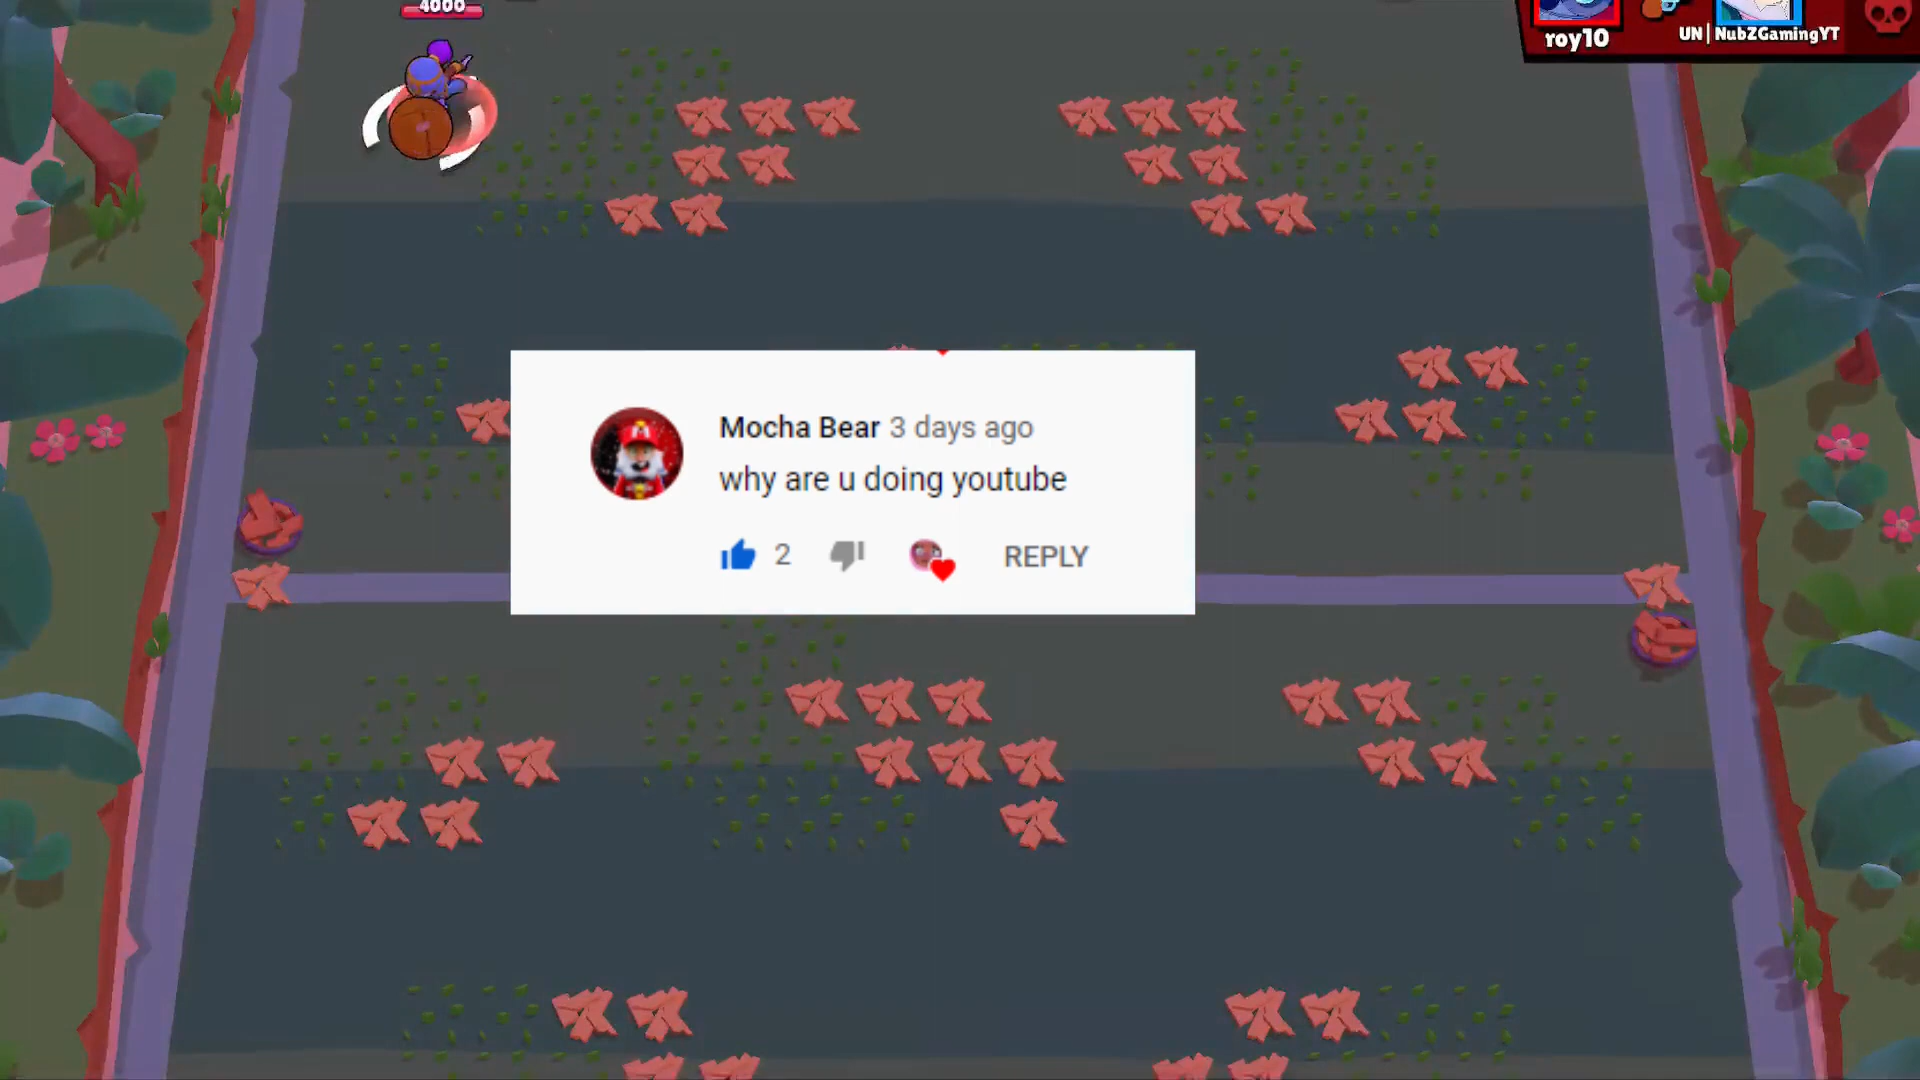 4000
roy10
UN | NubZGamingYT
Mocha Bear 3 days ago
why are u doing youtube
2
REPLY